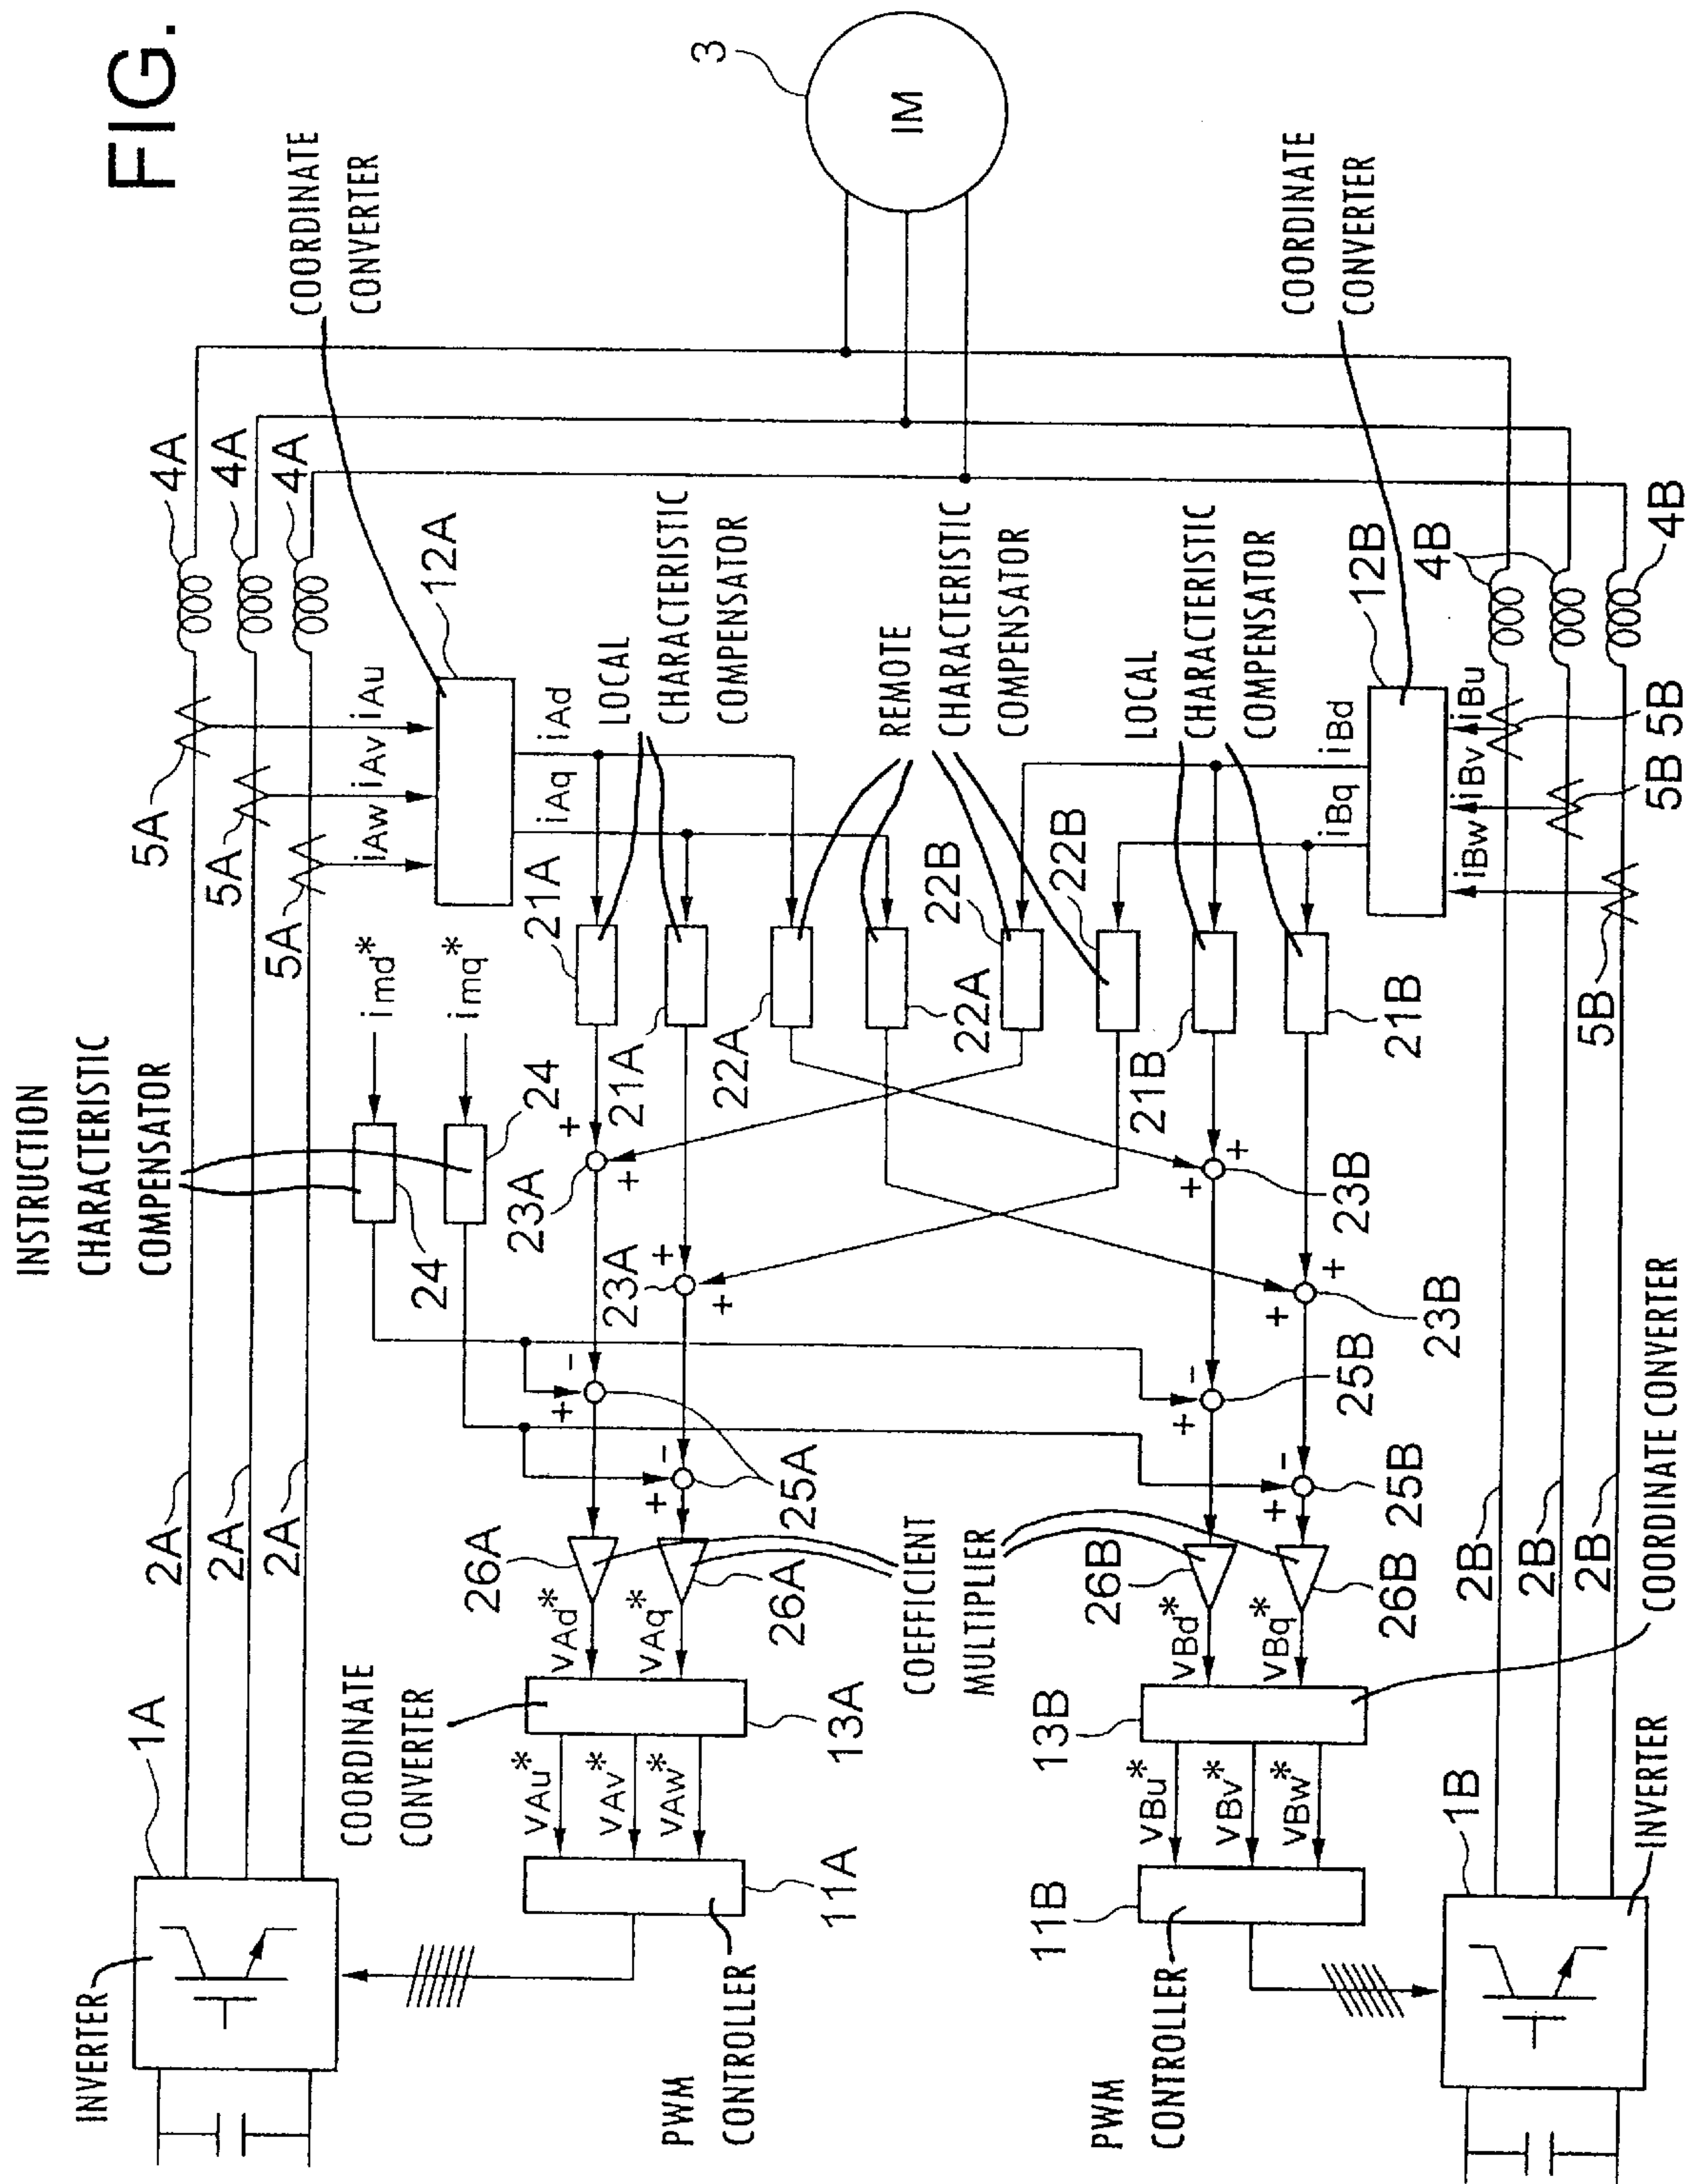 FIG.
3
IM
COORDINATE
CONVERTER
COORDINATE
CONVERTER
4A
4A
4A
12A
5A
5A
5A
iAu
iAv
iAw
iAd
iAq
LOCAL
CHARACTERISTIC
COMPENSATOR
REMOTE
CHARACTERISTIC
COMPENSATOR
LOCAL
CHARACTERISTIC
COMPENSATOR
12B
4B
4B
iBd
iBq
iBu
iBv
iBw
5B
5B
5B
INSTRUCTION
CHARACTERISTIC
COMPENSATOR
imd*
imq*
24
24
21A
21A
22A
22A
22B
22B
21B
21B
+
+
23A
+
+
23A
+
+
23B
+
+
23B
-
+
-
+
25A
-
+
25B
-
+
25B
2A
2A
2A
26A
26A
COEFFICIENT
MULTIPLIER
26B
26B
2B
2B
2B
COORDINATE CONVERTER
vAd*
vAq*
vBd*
vBq*
COORDINATE
CONVERTER
13A
13B
vAu*
vAv*
vAw*
vBu*
vBv*
vBw*
1A
11A
11B
1B
INVERTER
INVERTER
PWM
CONTROLLER
PWM
CONTROLLER